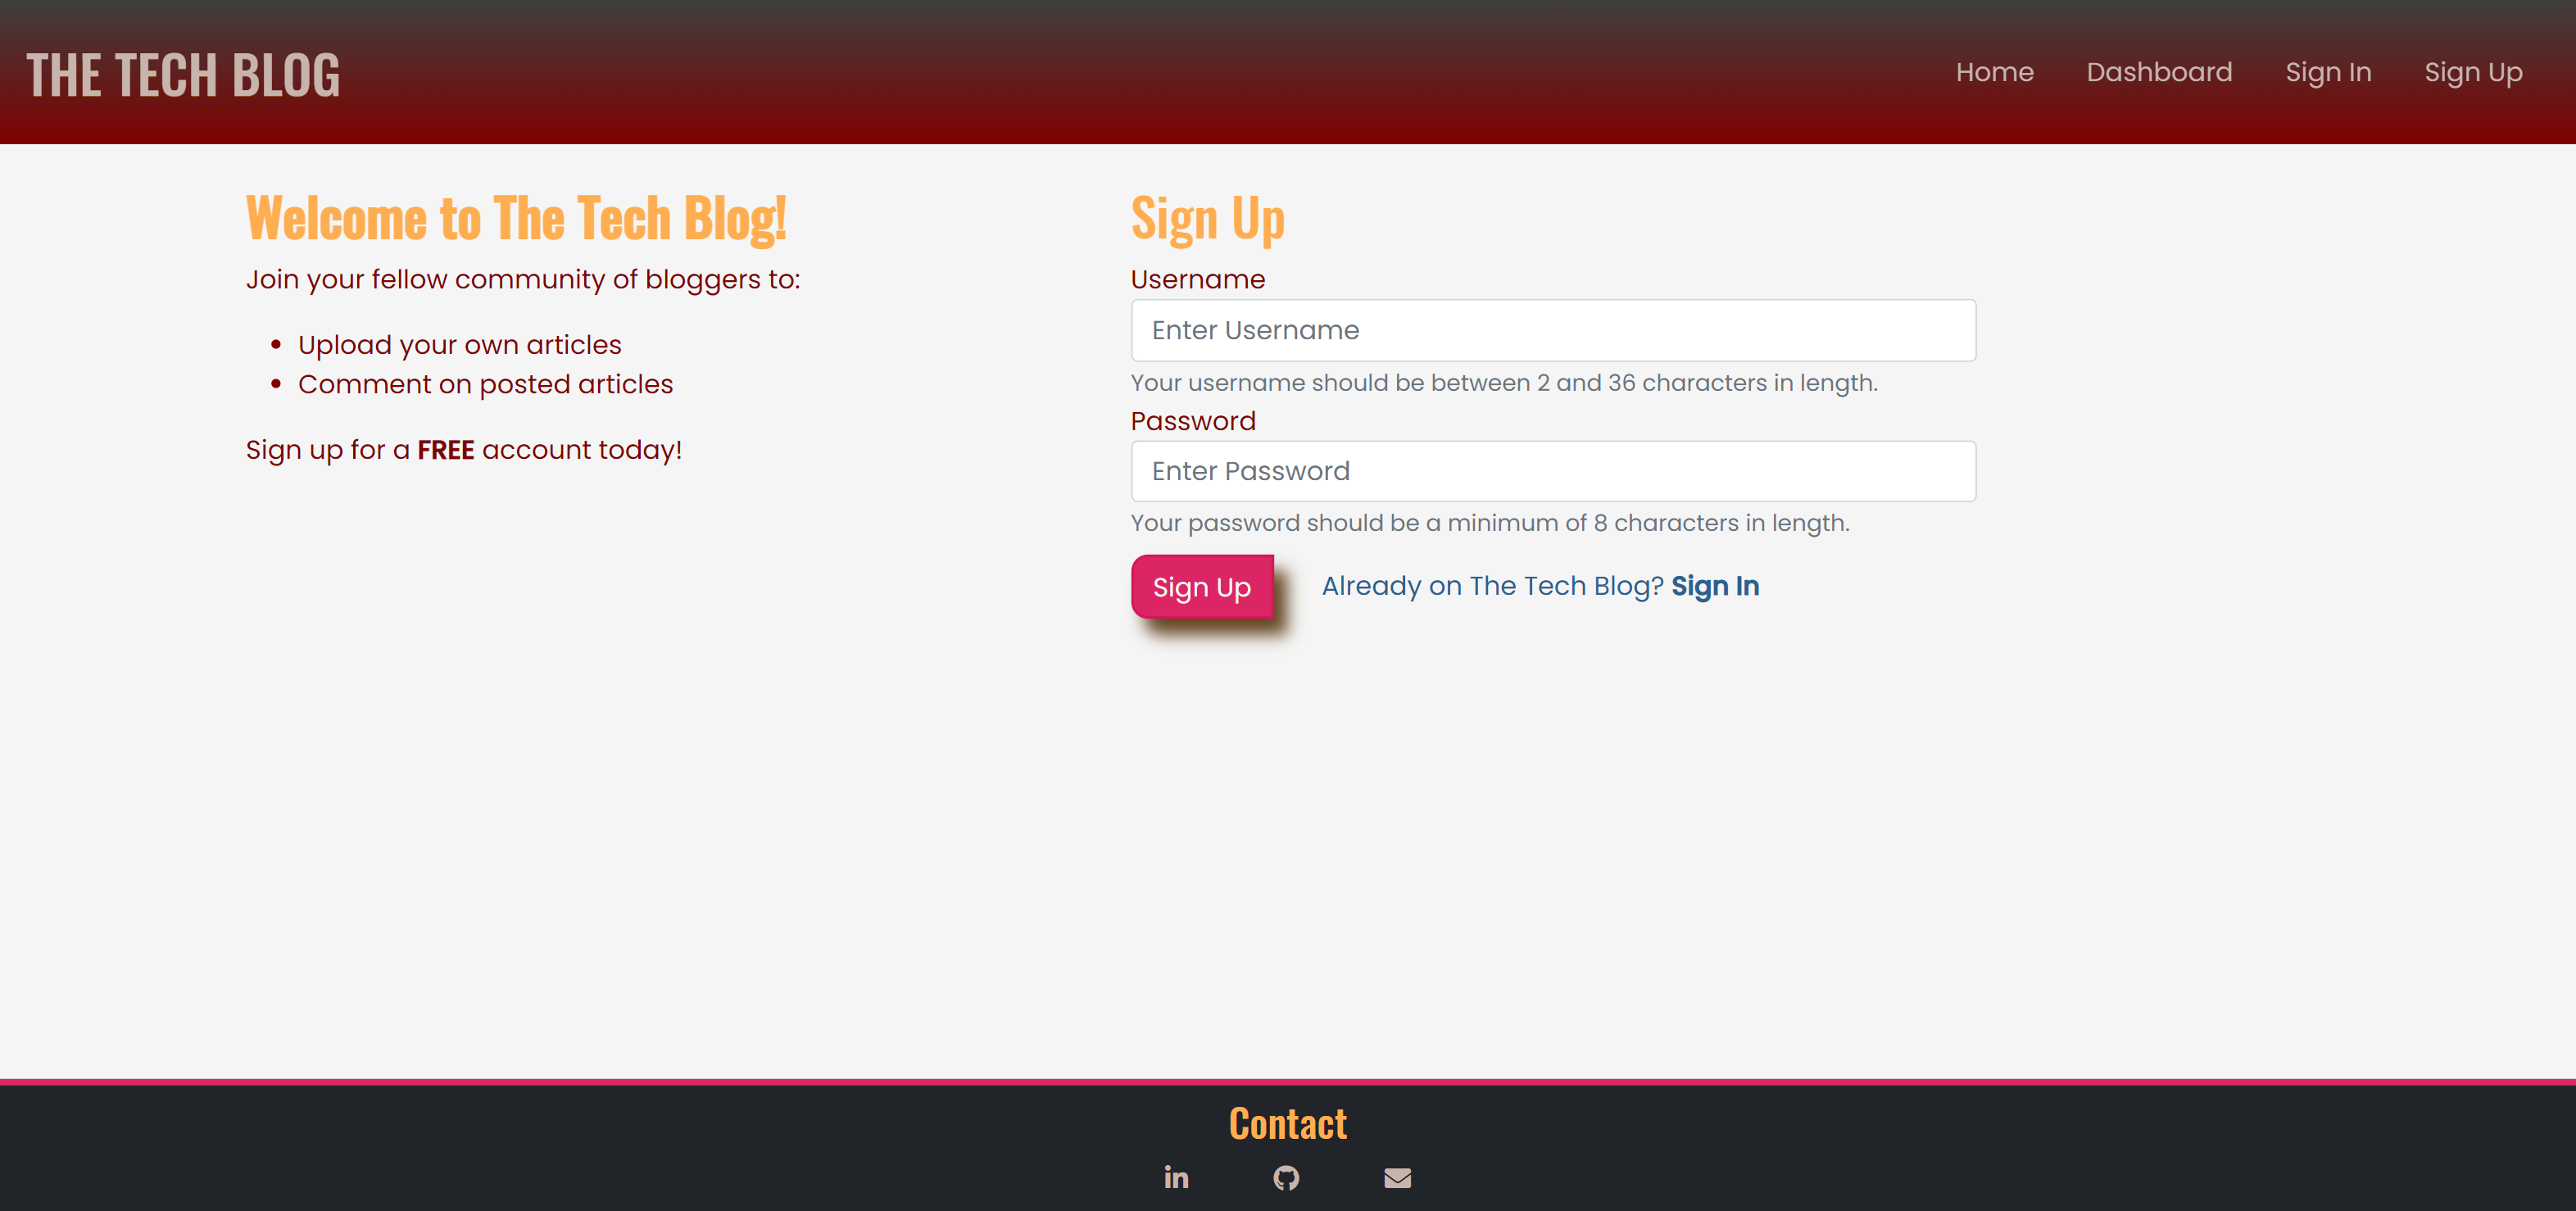 THE TECH BLOG
Home Dashboard Sign In Sign Up
Welcome to The Tech Blog!
Join your fellow community of bloggers to:
• Upload your own articles
• Comment on posted articles
Sign up for a FREE account today!
Sign Up
Username
Enter Username
Your username should be between 2 and 36 characters in length.
Password
Enter Password
Your password should be a minimum of 8 characters in length.
Sign Up
Already on The Tech Blog? Sign In
Contact
in